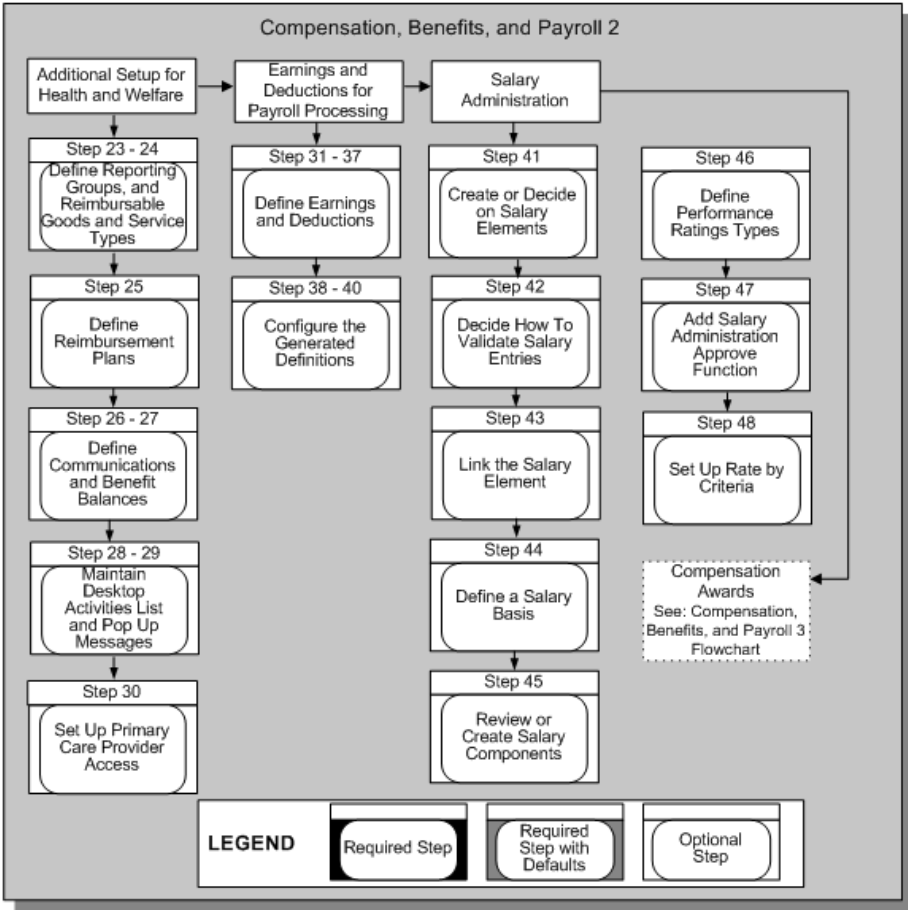 Compensation, Benefits, and Payroll 2
Additional Setup for
Health and Welfare
Earnings and
Deductions for
Payroll Processing
Salary
Administration
Step 23 - 24
Define Reporting
Groups, and
Reimbursable
Goods and Service
Types
Step 25
Define
Reimbursement
Plans
Step 26 - 27
Define
Communications
and Benefit
Balances
Step 28 - 29
Maintain
Desktop
Activities List
and Pop Up
Messages
Step 30
Set Up Primary
Care Provider
Access
Step 31 - 37
Define Earnings
and Deductions
Step 38 - 40
Configure the
Generated
Definitions
Step 41
Create or Decide
on Salary
Elements
Step 42
Decide How To
Validate Salary
Entries
Step 43
Link the Salary
Element
Step 44
Define a Salary
Basis
Step 45
Review or
Create Salary
Components
Step 46
Define
Performance
Ratings Types
Step 47
Add Salary
Administration
Approve
Function
Step 48
Set Up Rate by
Criteria
Compensation
Awards
See: Compensation,
Benefits, and Payroll 3
Flowchart
LEGEND
Required Step
Required
Step with
Defaults
Optional
Step